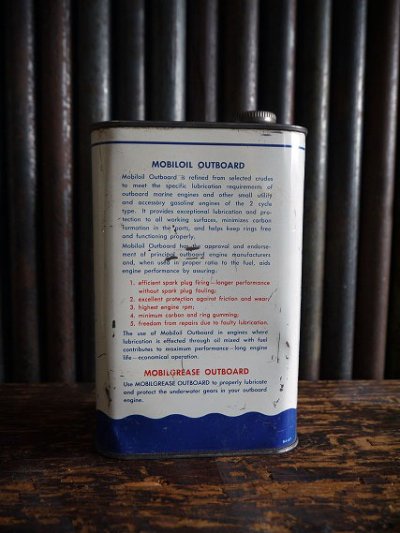 MOBILOIL OUTBOARD
Mobiloil Outboard is refined from selected crudes
to meet the specific lubrication requirements of
outboard marine engines and other small utility
and accessory gasoline engines of the 2 cycle
type. It provides exceptional lubrication and pro-
tection to all working surfaces, minimizes carbon
formation in the ports, and helps keep rings free
and functioning properly.
Mobiloil Outboard has the approval and endorse-
ment of principal outboard engine manufacturers
and, when used in proper ratio to the fuel, aids
engine performance by assuring:
1. efficient spark plug firing—longer performance
without spark plug fouling;
2. excellent protection against friction and wear;
3. highest engine rpm;
4. minimum carbon and ring gumming;
5. freedom from repairs due to faulty lubrication.
The use of Mobiloil Outboard in engines where
lubrication is effected through oil mixed with fuel
contributes to maximum performance—long engine
life—economical operation.
MOBILGREASE OUTBOARD
Use MOBILGREASE OUTBOARD to properly lubricate
and protect the underwater gears in your outboard
engine.